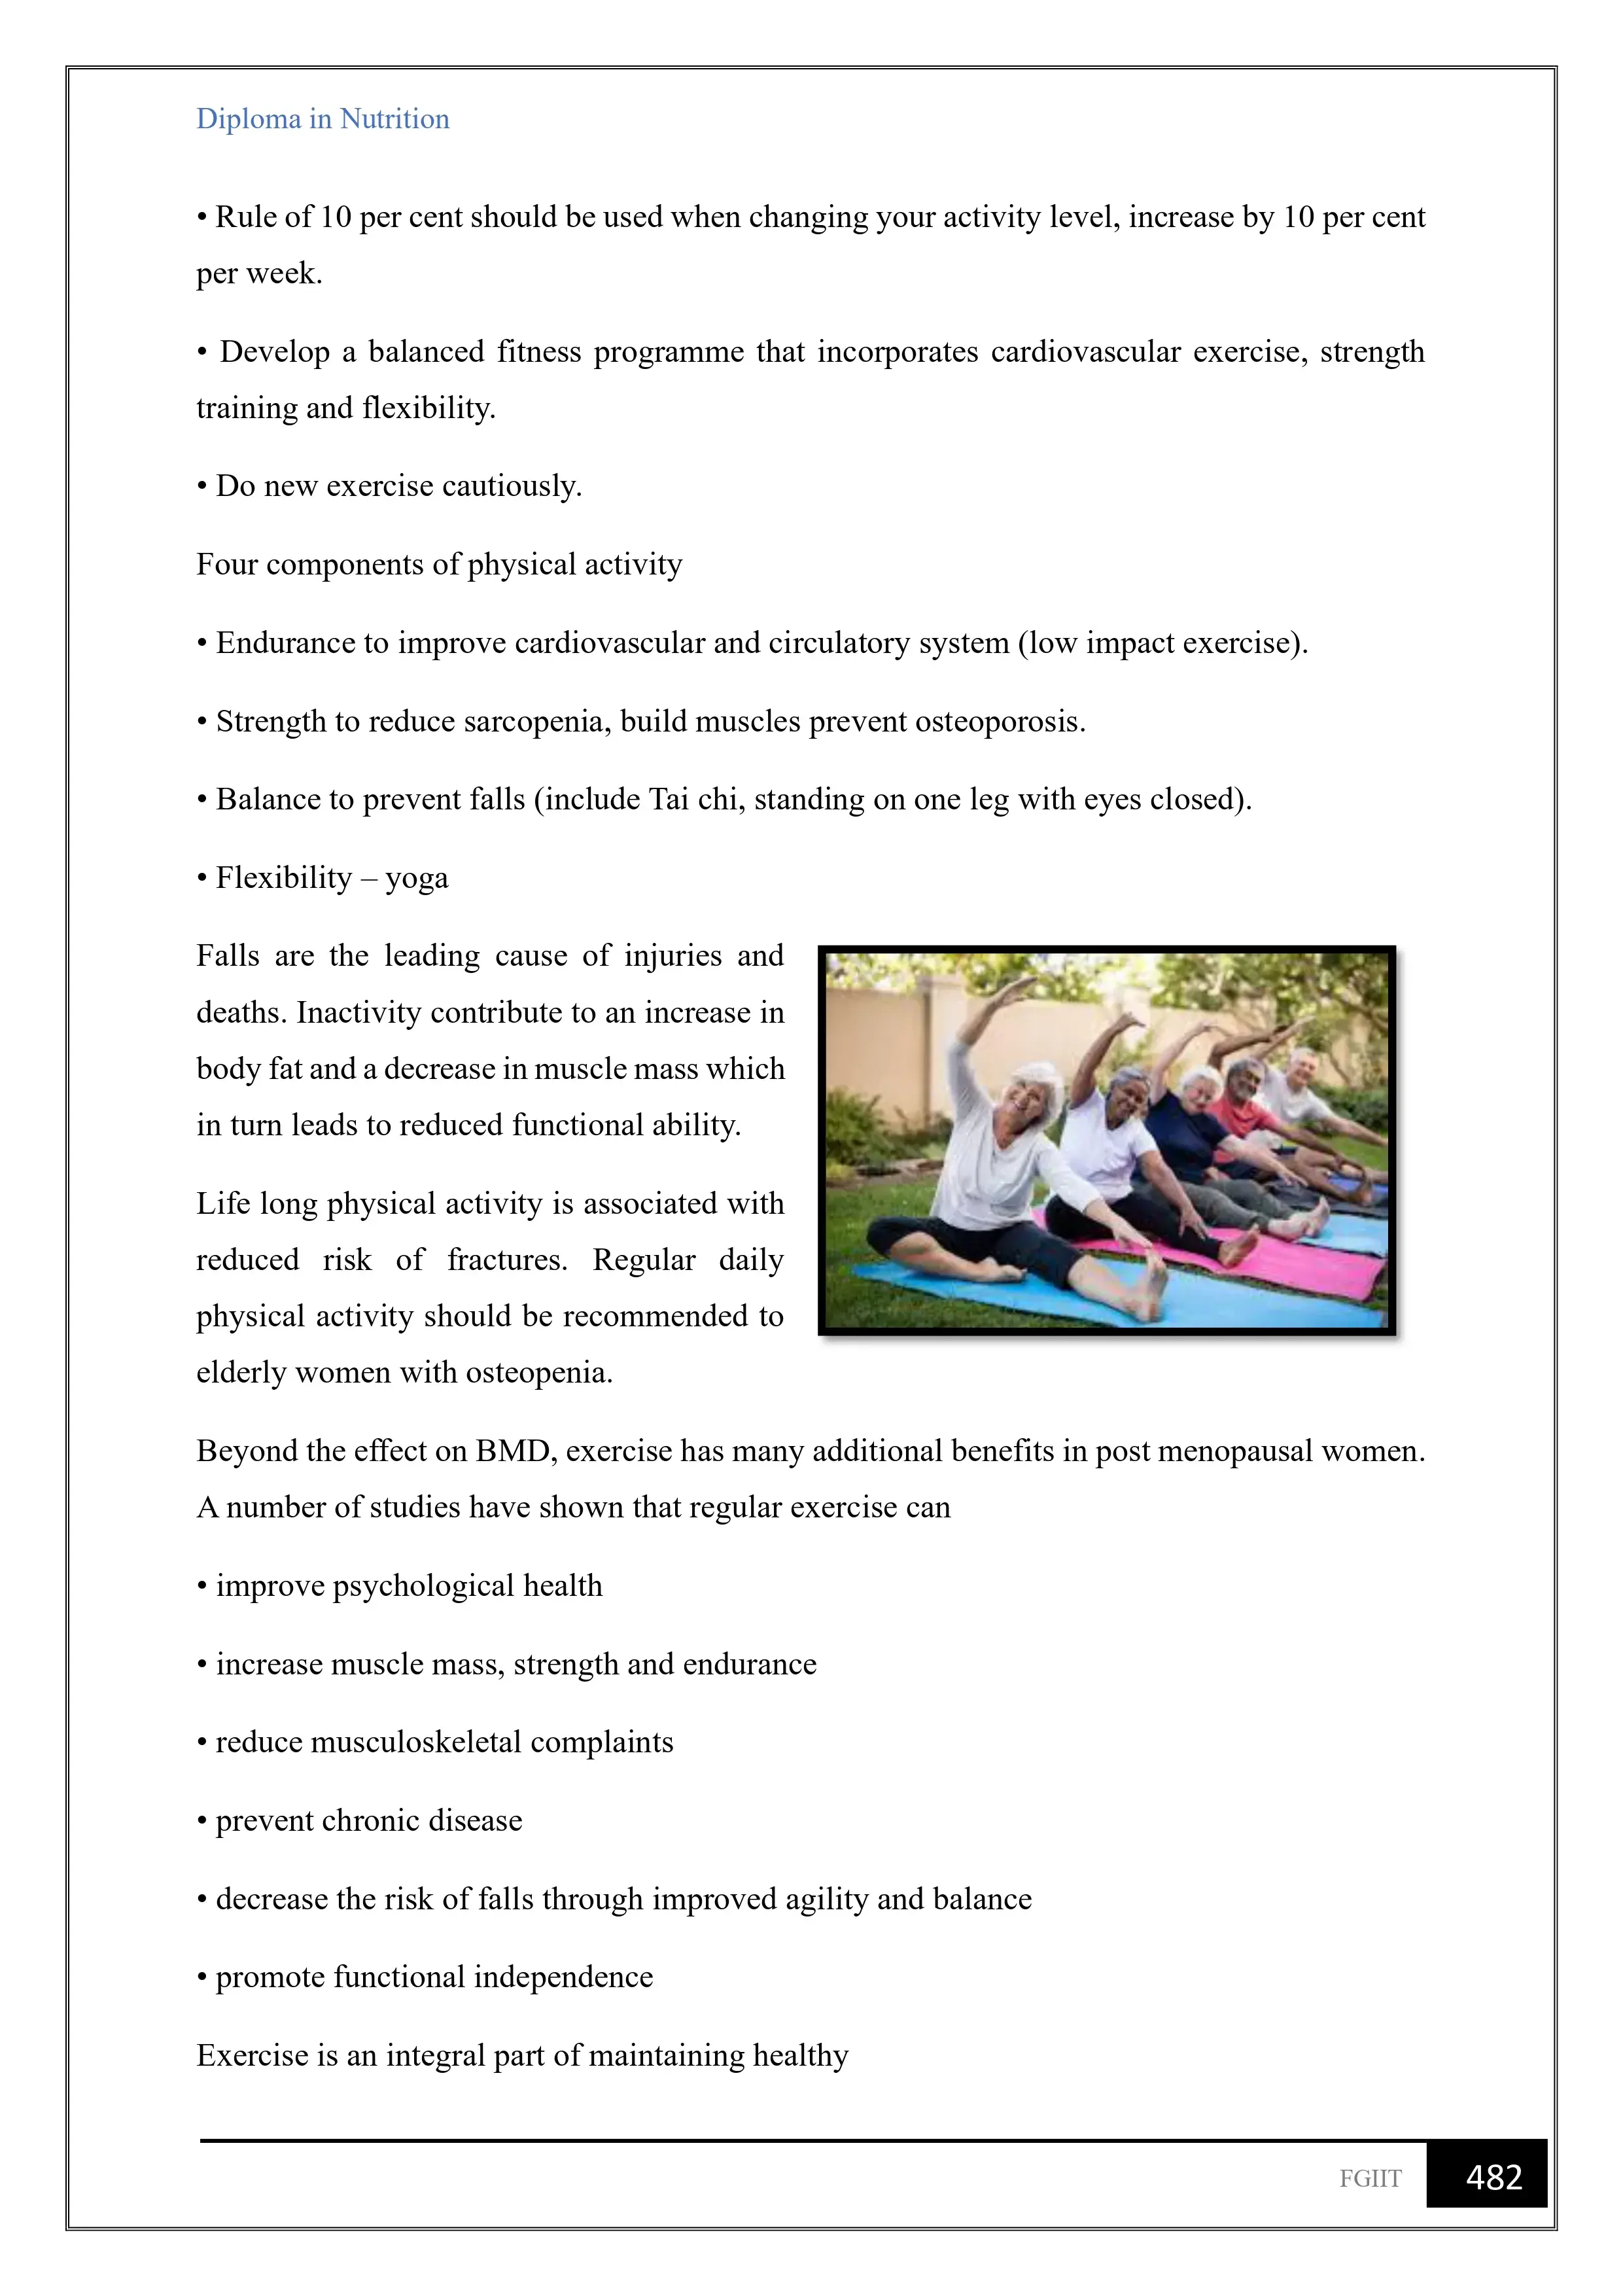 Diploma in Nutrition
• Rule of 10 per cent should be used when changing your activity level, increase by 10 per cent
per week.
• Develop a balanced fitness programme that incorporates cardiovascular exercise, strength
training and flexibility.
• Do new exercise cautiously.
Four components of physical activity
• Endurance to improve cardiovascular and circulatory system (low impact exercise).
• Strength to reduce sarcopenia, build muscles prevent osteoporosis.
• Balance to prevent falls (include Tai chi, standing on one leg with eyes closed).
• Flexibility – yoga
Falls are the leading cause of injuries and
deaths. Inactivity contribute to an increase in
body fat and a decrease in muscle mass which
in turn leads to reduced functional ability.
Life long physical activity is associated with
reduced risk of fractures. Regular daily
physical activity should be recommended to
elderly women with osteopenia.
Beyond the effect on BMD, exercise has many additional benefits in post menopausal women.
A number of studies have shown that regular exercise can
• improve psychological health
• increase muscle mass, strength and endurance
• reduce musculoskeletal complaints
• prevent chronic disease
• decrease the risk of falls through improved agility and balance
• promote functional independence
Exercise is an integral part of maintaining healthy
FGIIT 482